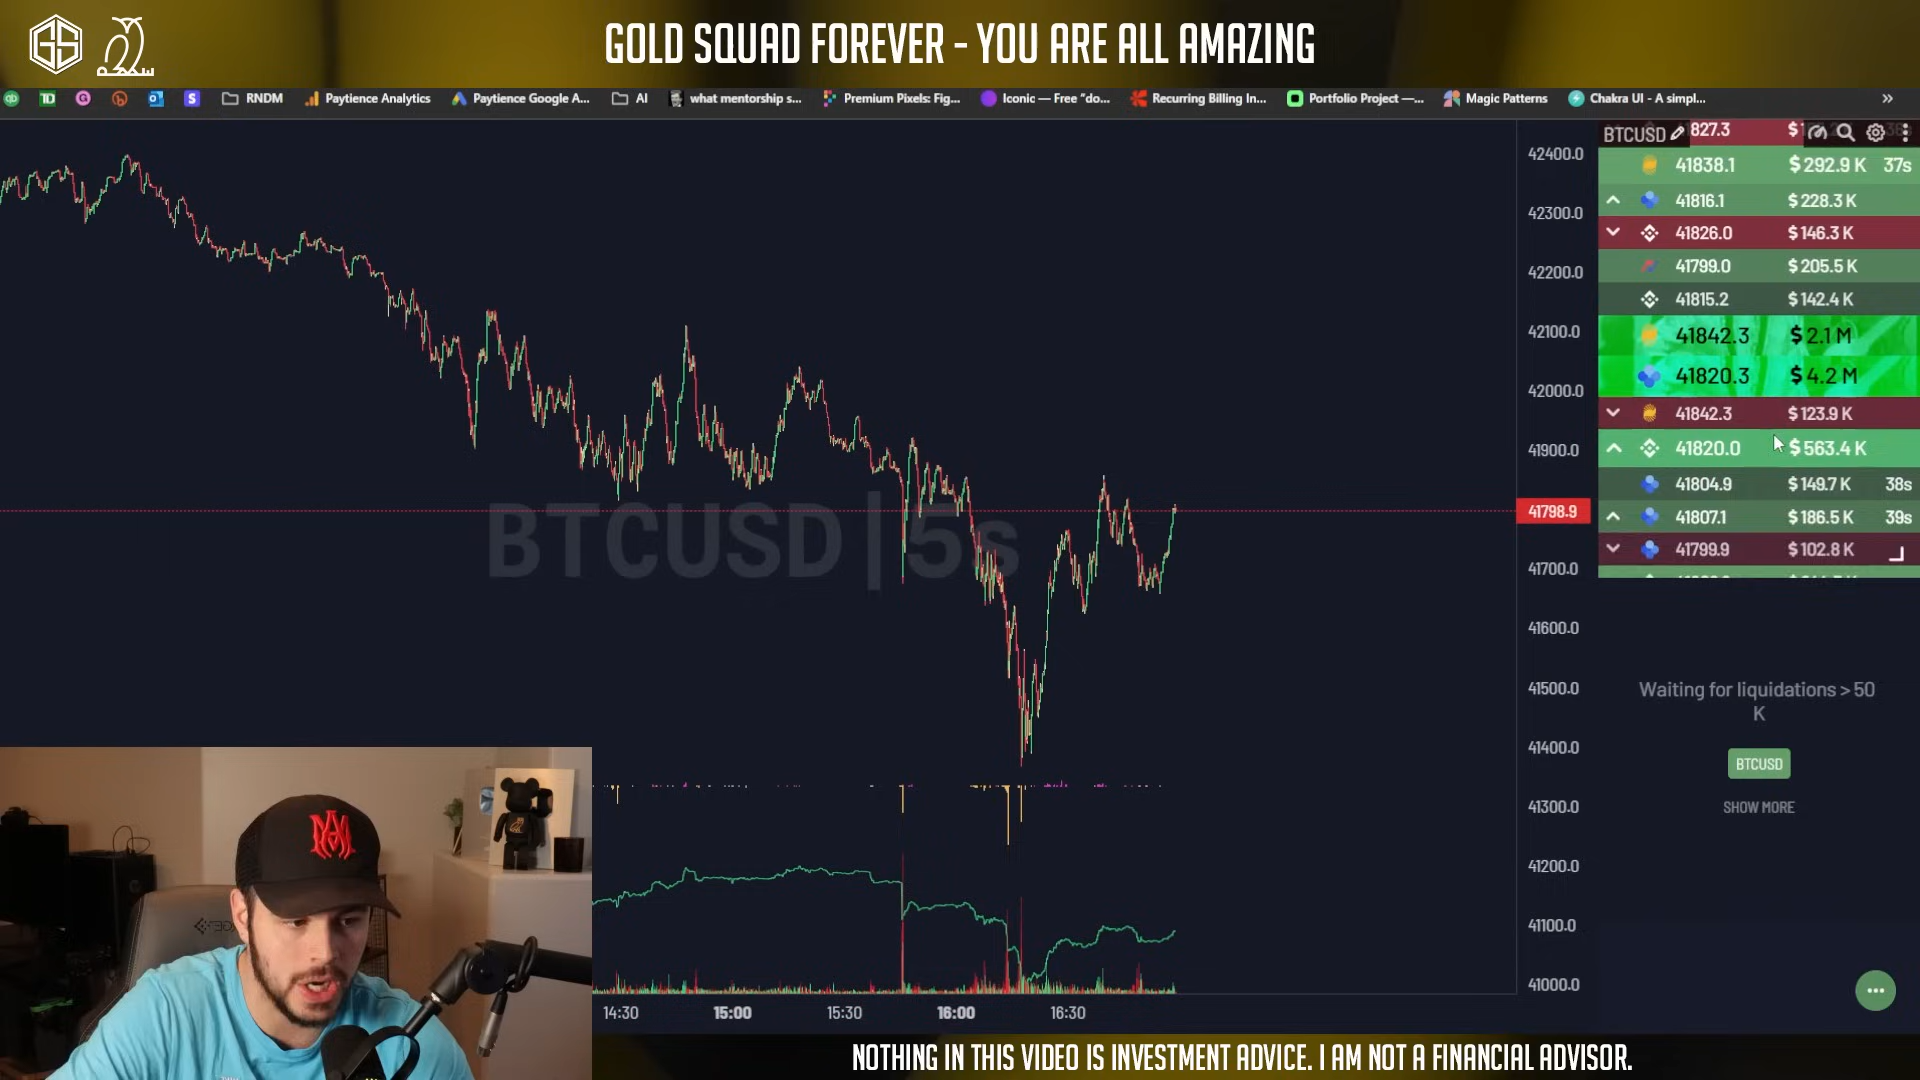 GS
GOLD SQUAD FOREVER - YOU ARE ALL AMAZING
qb TD RNDM Paytience Analytics Paytience Google A... AI what mentorship s... Premium Pixels: Fig... Iconic — Free "do... Recurring Billing In... Portfolio Project —... Magic Patterns Chakra UI - A simpl... »
BTCUSD 827.3 $
41838.1 $292.9 K 37s
41816.1 $228.3 K
41826.0 $146.3 K
41799.0 $205.5 K
41815.2 $142.4 K
41842.3 $2.1 M
41820.3 $4.2 M
41842.3 $123.9 K
41820.0 $563.4 K
41804.9 $149.7 K 38s
41807.1 $186.5 K 39s
41799.9 $102.8 K
42400.0
42300.0
42200.0
42100.0
42000.0
41900.0
41798.9
41700.0
41600.0
41500.0
41400.0
41300.0
41200.0
41100.0
41000.0
BTCUSD|5s
Waiting for liquidations > 50
K
BTCUSD
SHOW MORE
14:30 15:00 15:30 16:00 16:30
NOTHING IN THIS VIDEO IS INVESTMENT ADVICE. I AM NOT A FINANCIAL ADVISOR.